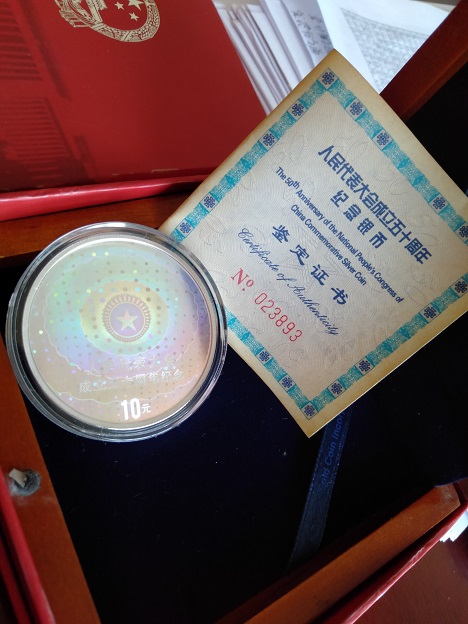 人民代表大会成立五十周年
纪念银币
The 50th Anniversary of the National People's Congress of
China Commemorative Silver Coin
鉴定证书
Certificate of Authenticity
No 023893
10元